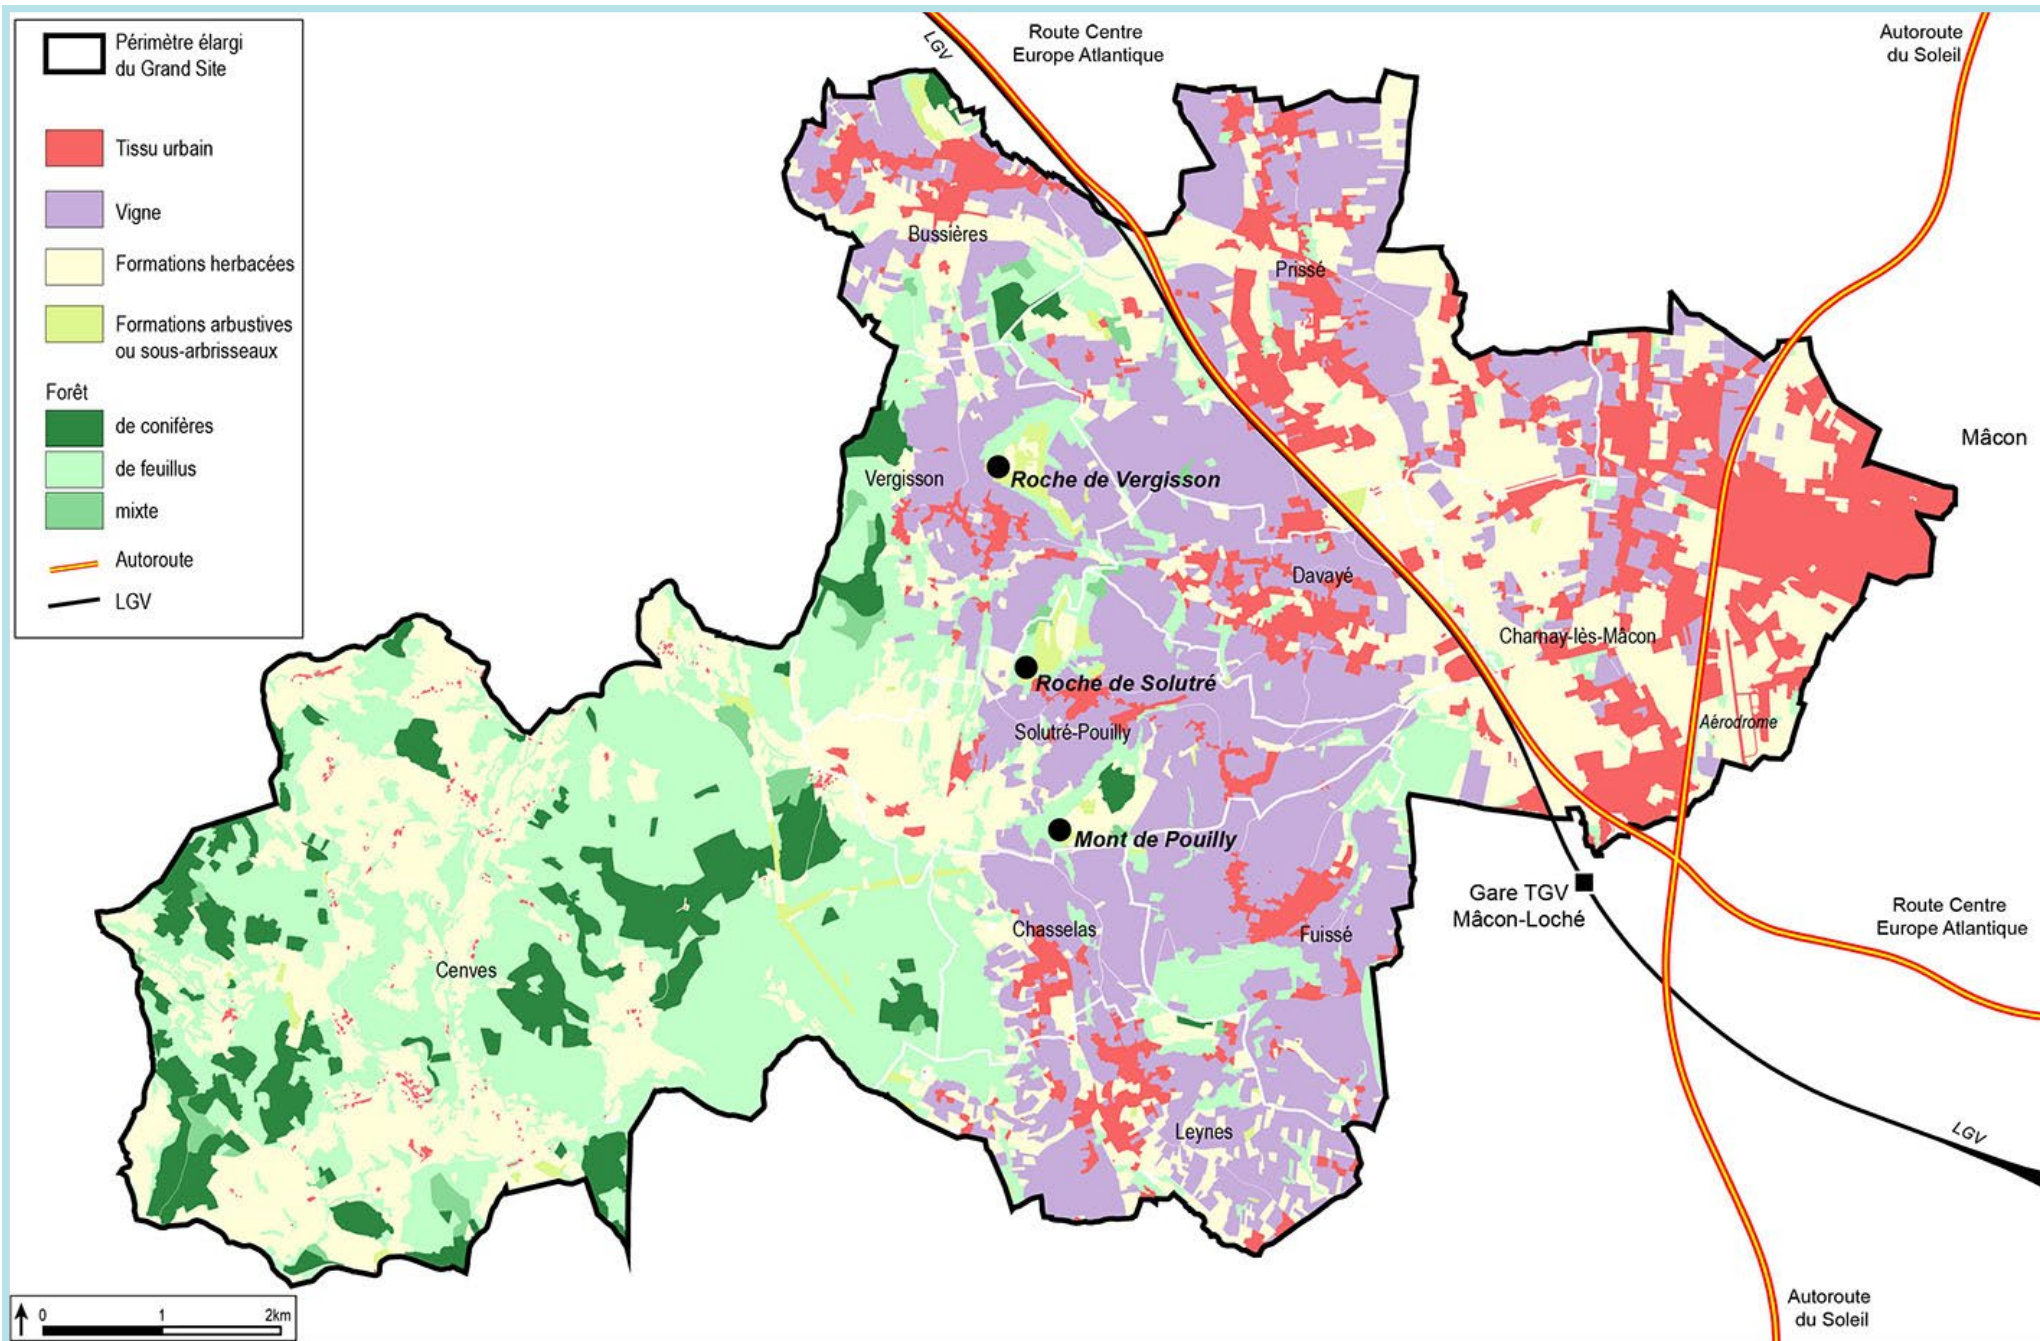 Périmètre élargi
du Grand Site
Tissu urbain
Vigne
Formations herbacées
Formations arbustives
ou sous-arbrisseaux
Forêt
de conifères
de feuillus
mixte
Autoroute
LGV
LGV
Route Centre
Europe Atlantique
Autoroute
du Soleil
Bussières
Prissé
Mâcon
Vergisson
Roche de Vergisson
Davayé
Charnay-lès-Mâcon
Roche de Solutré
Aérodrome
Solutré-Pouilly
Mont de Pouilly
Gare TGV
Mâcon-Loché
Route Centre
Europe Atlantique
Chasselas
Fuissé
Cenves
Leynes
LGV
Autoroute
du Soleil
0 1 2km